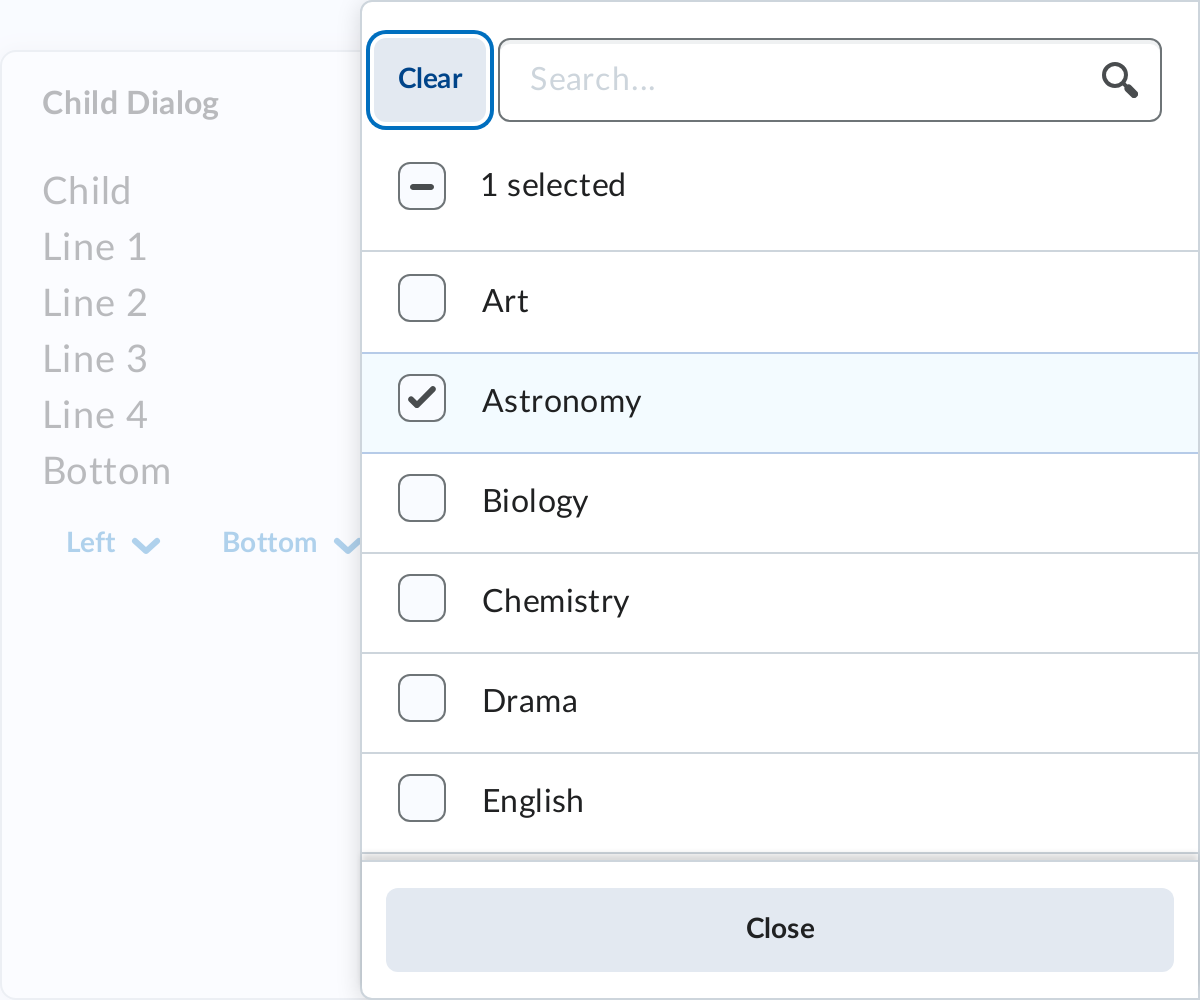 Child Dialog
Child
Line 1
Line 2
Line 3
Line 4
Bottom
Left
Bottom
Clear
Search...
1 selected
Art
Astronomy
Biology
Chemistry
Drama
English
Close